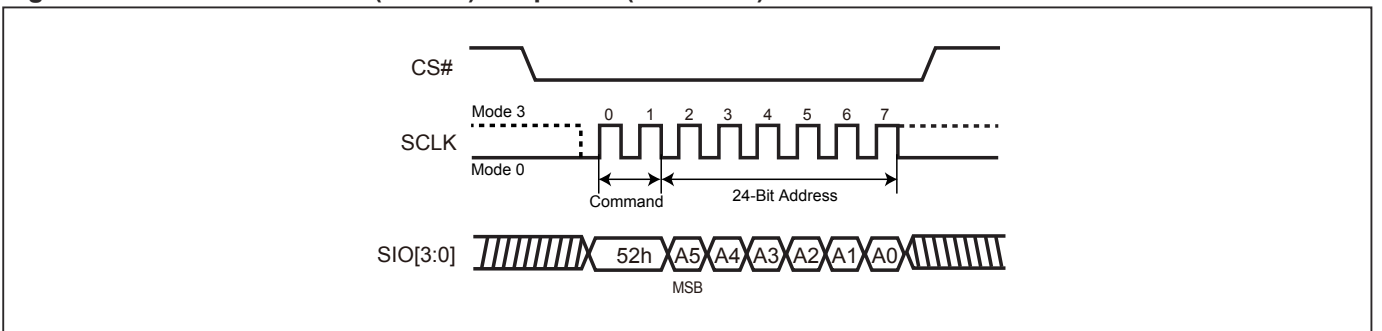 CS#
Mode 3
0 1 2 3 4 5 6 7
SCLK
Mode 0
Command
24-Bit Address
SIO[3:0]
52h A5 A4 A3 A2 A1 A0
MSB